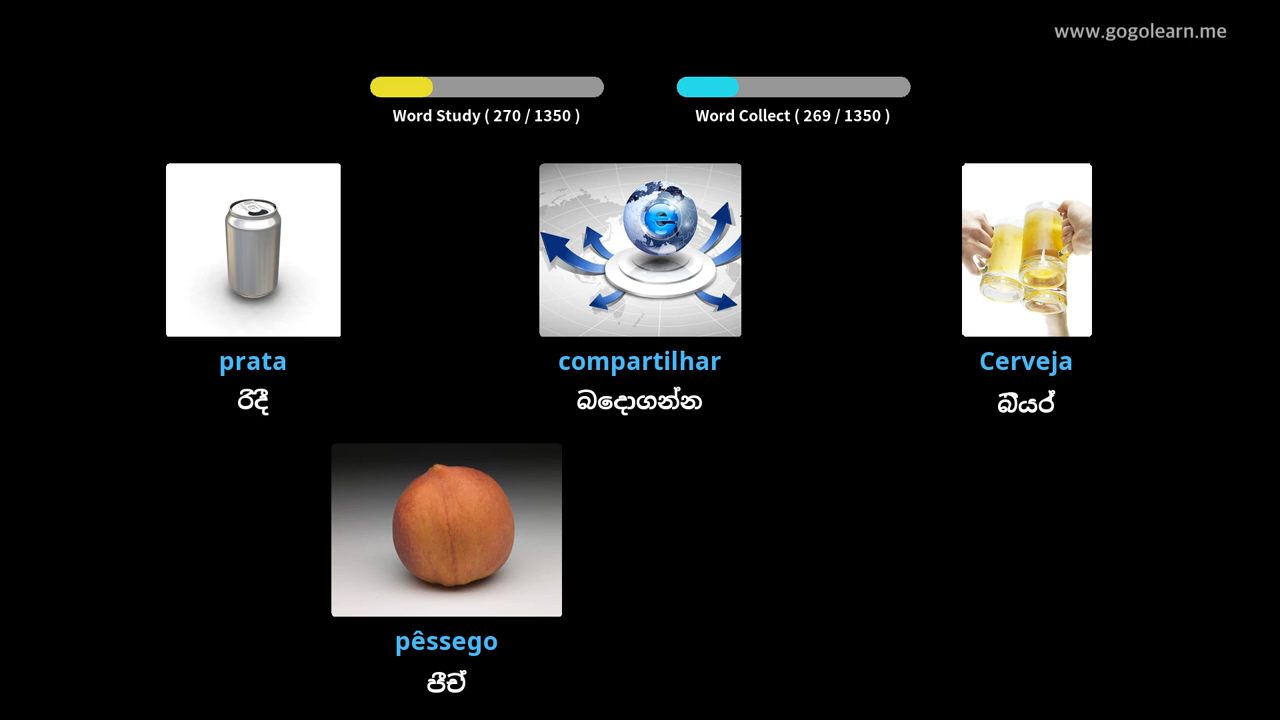 www.gogolearn.me
Word Study ( 270 / 1350 )
Word Collect ( 269 / 1350 )
prata
compartilhar
Cerveja
රිදී
බෙදාගන්න
බියර්
pêssego
පීච්